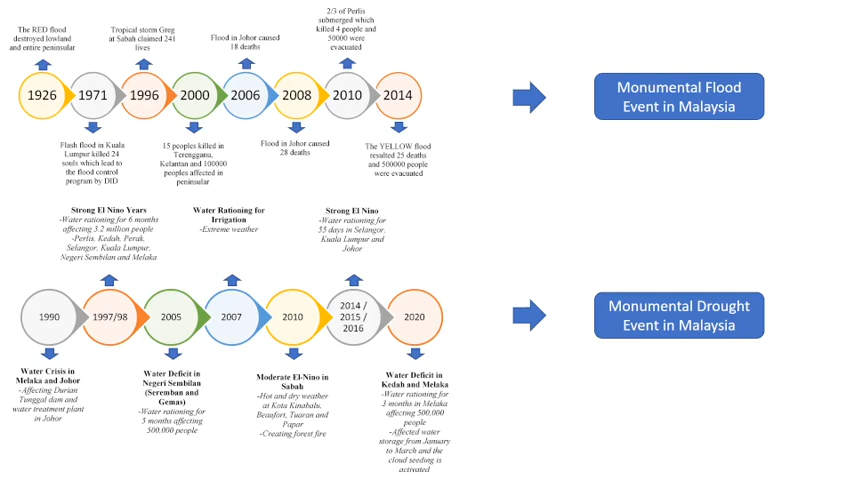 The RED flood
destroyed lowland
and entire peninsular
Tropical storm Greg
at Sabah claimed 241
lives
Flood in Johor caused
18 deaths
2/3 of Perlis
submerged which
killed 4 people and
50000 were
evacuated
1926
1971
1996
2000
2006
2008
2010
2014
Monumental Flood
Event in Malaysia
Flash flood in Kuala
Lumpur killed 24
souls which lead to
the flood control
program by DID
15 peoples killed in
Terengganu,
Kelantan and 100000
peoples affected in
peninsular
Flood in Johor caused
28 deaths
The YELLOW flood
resulted 25 deaths
and 500000 people
were evacuated
Strong El Nino Years
-Water rationing for 6 months
affecting 3.2 million people
-Perlis, Kedah, Perak,
Selangor, Kuala Lumpur,
Negeri Sembilan and Melaka
Water Rationing for
Irrigation
-Extreme weather
Strong El Nino
-Water rationing for
55 days in Selangor,
Kuala Lumpur and
Johor
1990
1997/98
2005
2007
2010
2014 /
2015 /
2016
2020
Monumental Drought
Event in Malaysia
Water Crisis in
Melaka and Johor
-Affecting Durian
Tunggal dam and
water treatment plant
in Johor
Water Deficit in
Negeri Sembilan
(Seremban and
Gemas)
-Water rationing for
5 months affecting
500,000 people
Moderate El-Nino in
Sabah
-Hot and dry weather
at Kota Kinabalu,
Beaufort, Tuaran and
Papar
-Creating forest fire
Water Deficit in
Kedah and Melaka
-Water rationing for
3 months in Melaka
affecting 500,000
people
-Affected water
storage from January
to March and the
cloud seeding is
activated